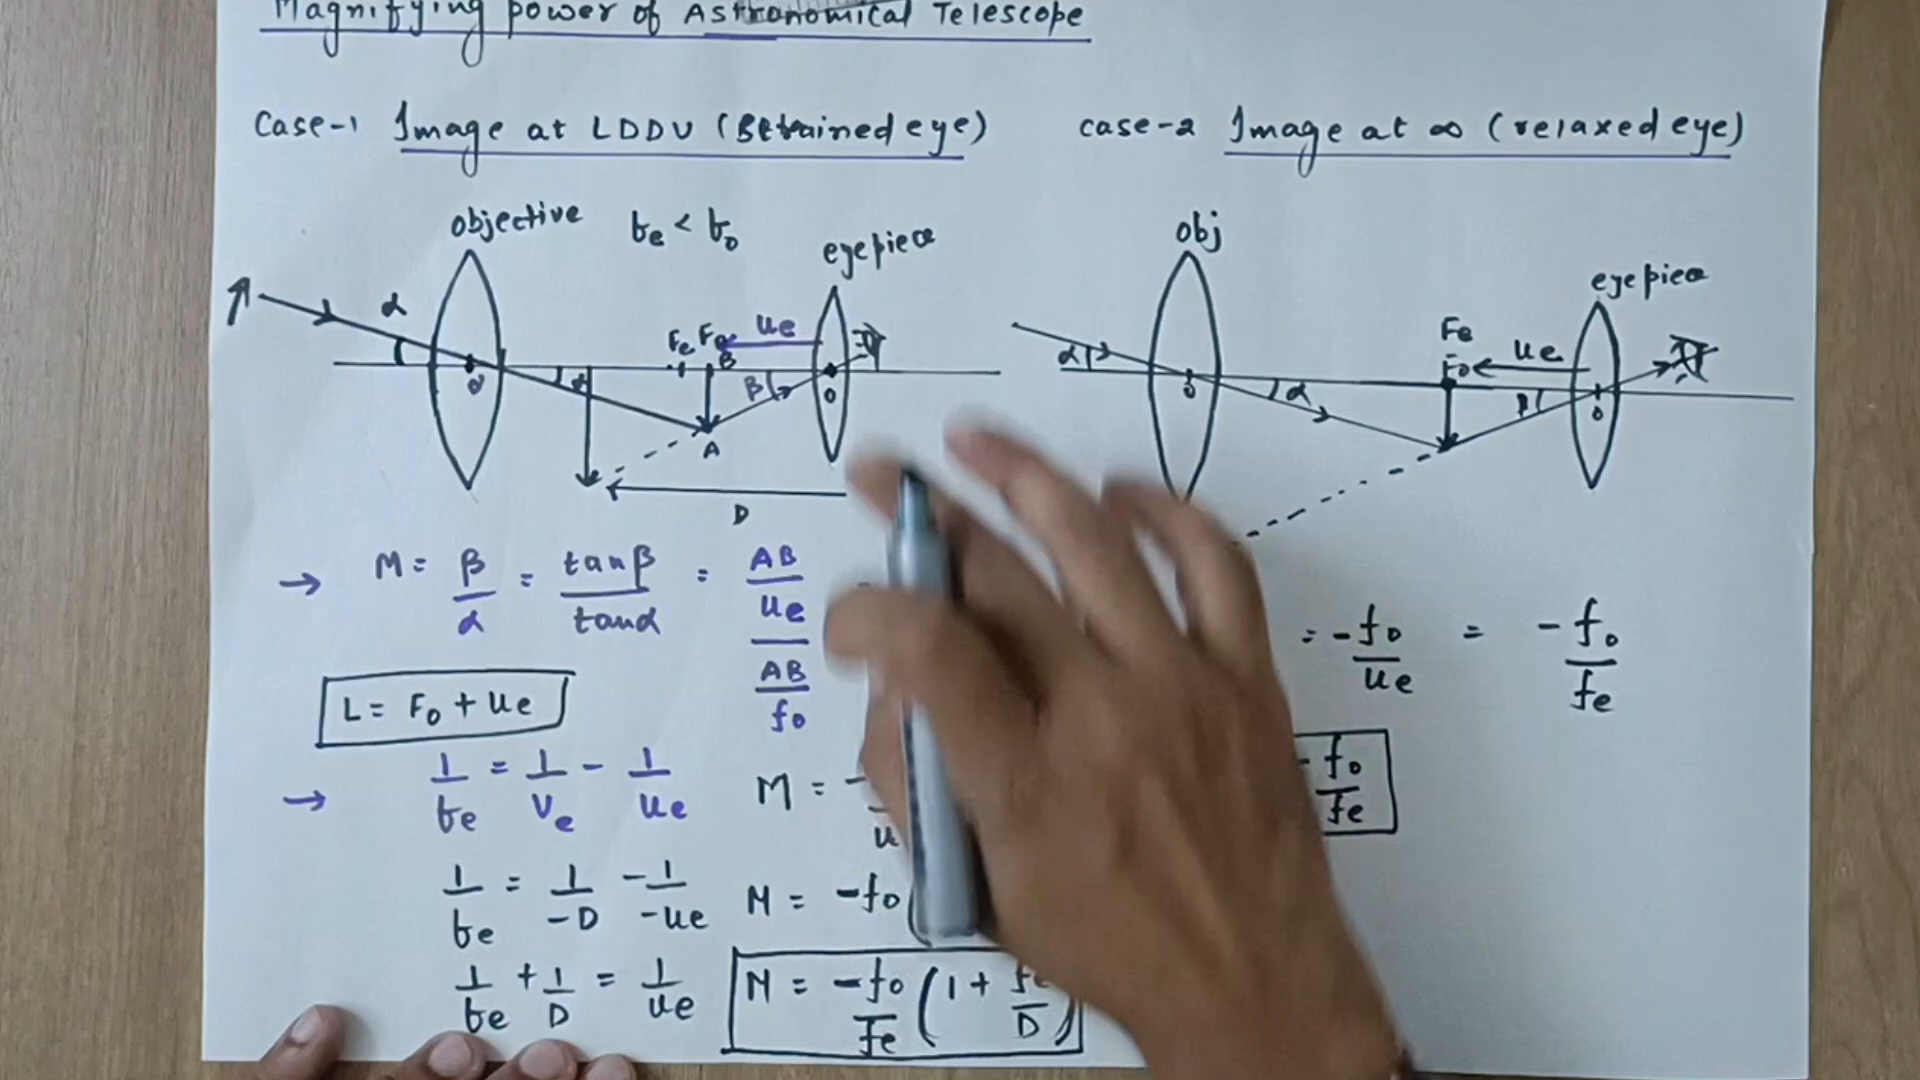 Magnifying power of Astronomical Telescope
Case-1 Image at LDDV (Strained eye)
objective
fe < fo
eyepiece
α
Fe Fo
ue
B
β
α
O
O
A
D
→ M = β/α = tanβ/tanα = AB/ue / AB/fo
L = Fo + ue
→ 1/fe = 1/Ve - 1/ue
1/fe = 1/-D - 1/-ue
1/fe + 1/D = 1/ue
M = -
u
M = -fo
M = -fo/fe (1 + fe/D)
case-2 Image at ∞ (relaxed eye)
obj
eyepiece
Fe
Fo
ue
α
α
β
O
O
= -fo/ue = -fo/fe
- fo/fe